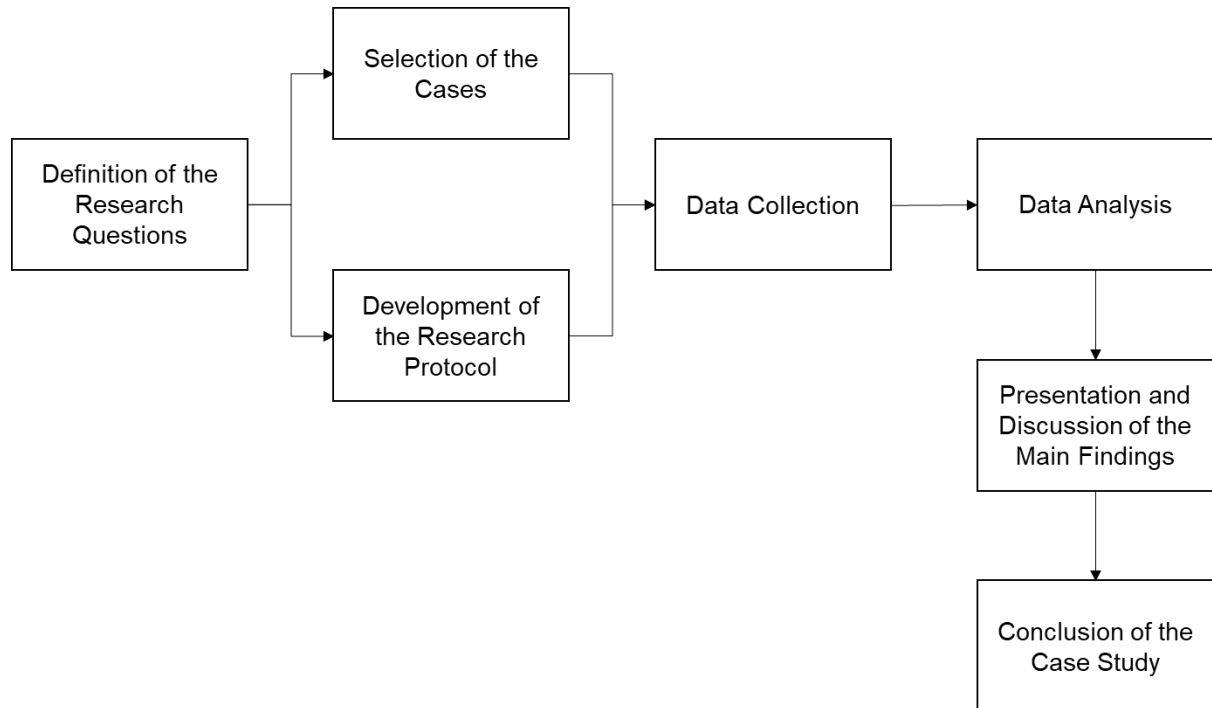 Definition of the
Research
Questions
Selection of the
Cases
Development of
the Research
Protocol
Data Collection
Data Analysis
Presentation and
Discussion of the
Main Findings
Conclusion of the
Case Study